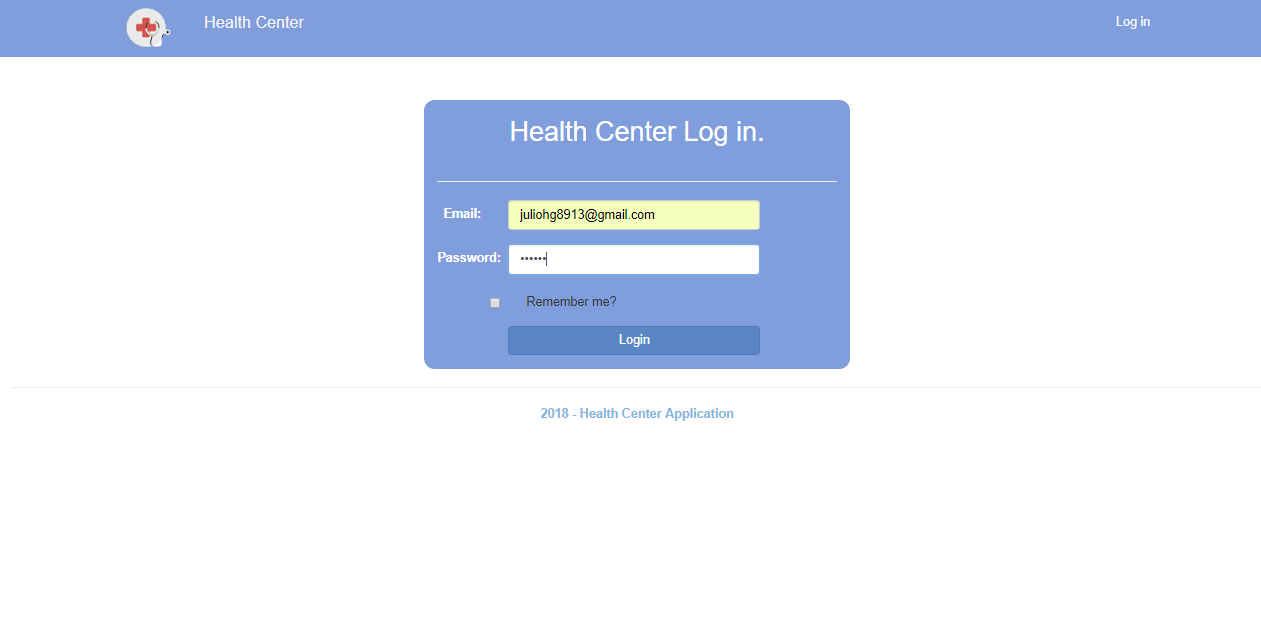 Health Center
Log in
Health Center Log in.
Email: juliohg8913@gmail.com
Password: ••••••
Remember me?
Login
2018 - Health Center Application